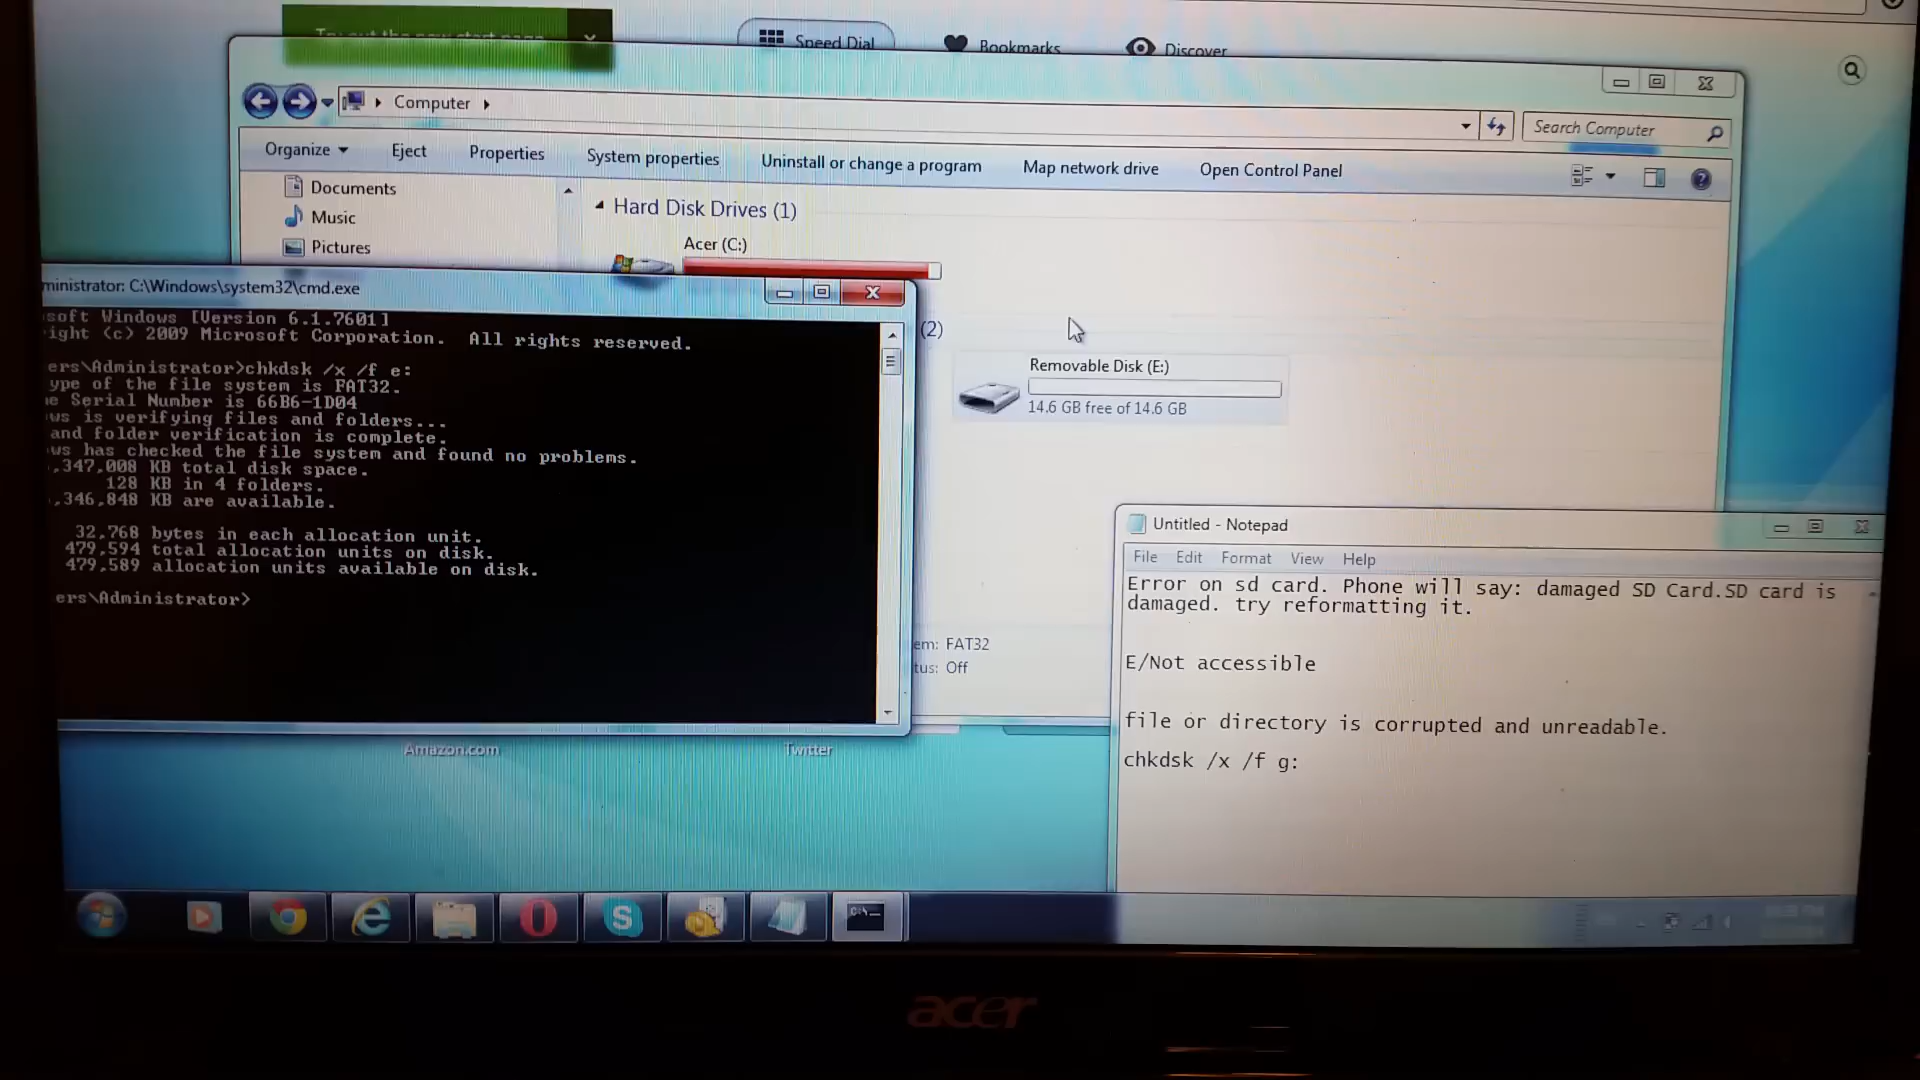 Speed Dial
Bookmarks
Discover
Computer
Search Computer
Organize
Eject
Properties
System properties
Uninstall or change a program
Map network drive
Open Control Panel
Documents
Music
Pictures
Hard Disk Drives (1)
Acer (C:)
(2)
Removable Disk (E:)
14.6 GB free of 14.6 GB
em: FAT32
tus: Off
ministrator: C:\Windows\system32\cmd.exe
soft Windows [Version 6.1.7601]
ight (c) 2009 Microsoft Corporation.  All rights reserved.
ers\Administrator>chkdsk /x /f e:
ype of the file system is FAT32.
e Serial Number is 66B6-1D04
ws is verifying files and folders...
and folder verification is complete.
ws has checked the file system and found no problems.
,347,008 KB total disk space.
128 KB in 4 folders.
,346,848 KB are available.
32,768 bytes in each allocation unit.
479,594 total allocation units on disk.
479,589 allocation units available on disk.
ers\Administrator>
Untitled - Notepad
File Edit Format View Help
Error on sd card. Phone will say: damaged SD Card.SD card is
damaged. try reformatting it.
E/Not accessible
file or directory is corrupted and unreadable.
chkdsk /x /f g:
Amazon.com
Twitter
acer